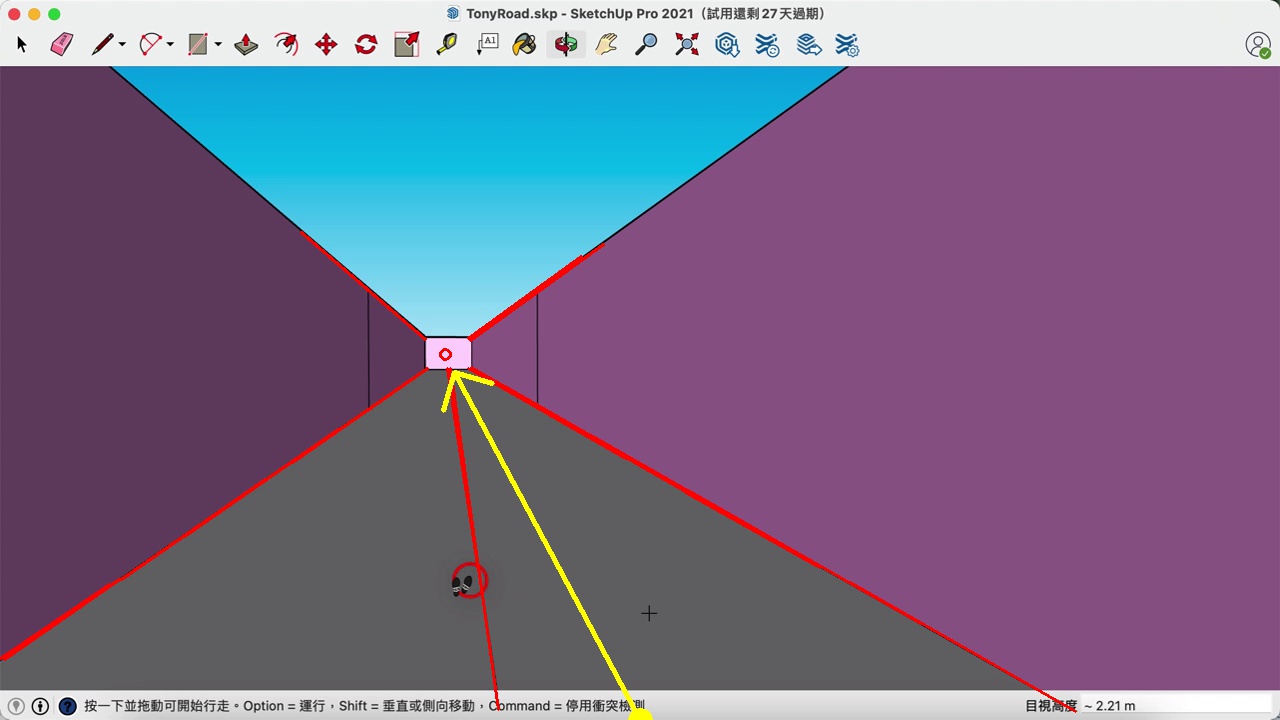 TonyRoad.skp - SketchUp Pro 2021（試用還剩 27 天過期）
A1
按一下並拖動可開始行走。Option = 運行，Shift = 垂直或側向移動，Command = 停用衝突檢測
目視高度 ~ 2.21 m